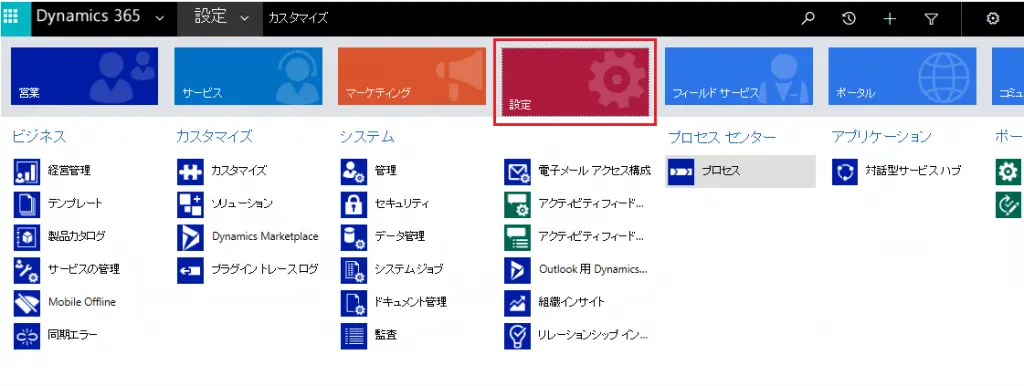 Dynamics 365 設定 カスタマイズ
営業 サービス マーケティング 設定 フィールド サービス ポータル コミュ
ビジネス カスタマイズ システム プロセス センター アプリケーション ポー
経営管理 カスタマイズ 管理 電子メール アクセス構成 プロセス 対話型サービス ハブ
テンプレート ソリューション セキュリティ アクティビティ フィード...
製品カタログ Dynamics Marketplace データ管理 アクティビティ フィード...
サービスの管理 プラグイン トレース ログ システム ジョブ Outlook 用 Dynamics...
Mobile Offline ドキュメント管理 組織インサイト
同期エラー 監査 リレーションシップ イン...